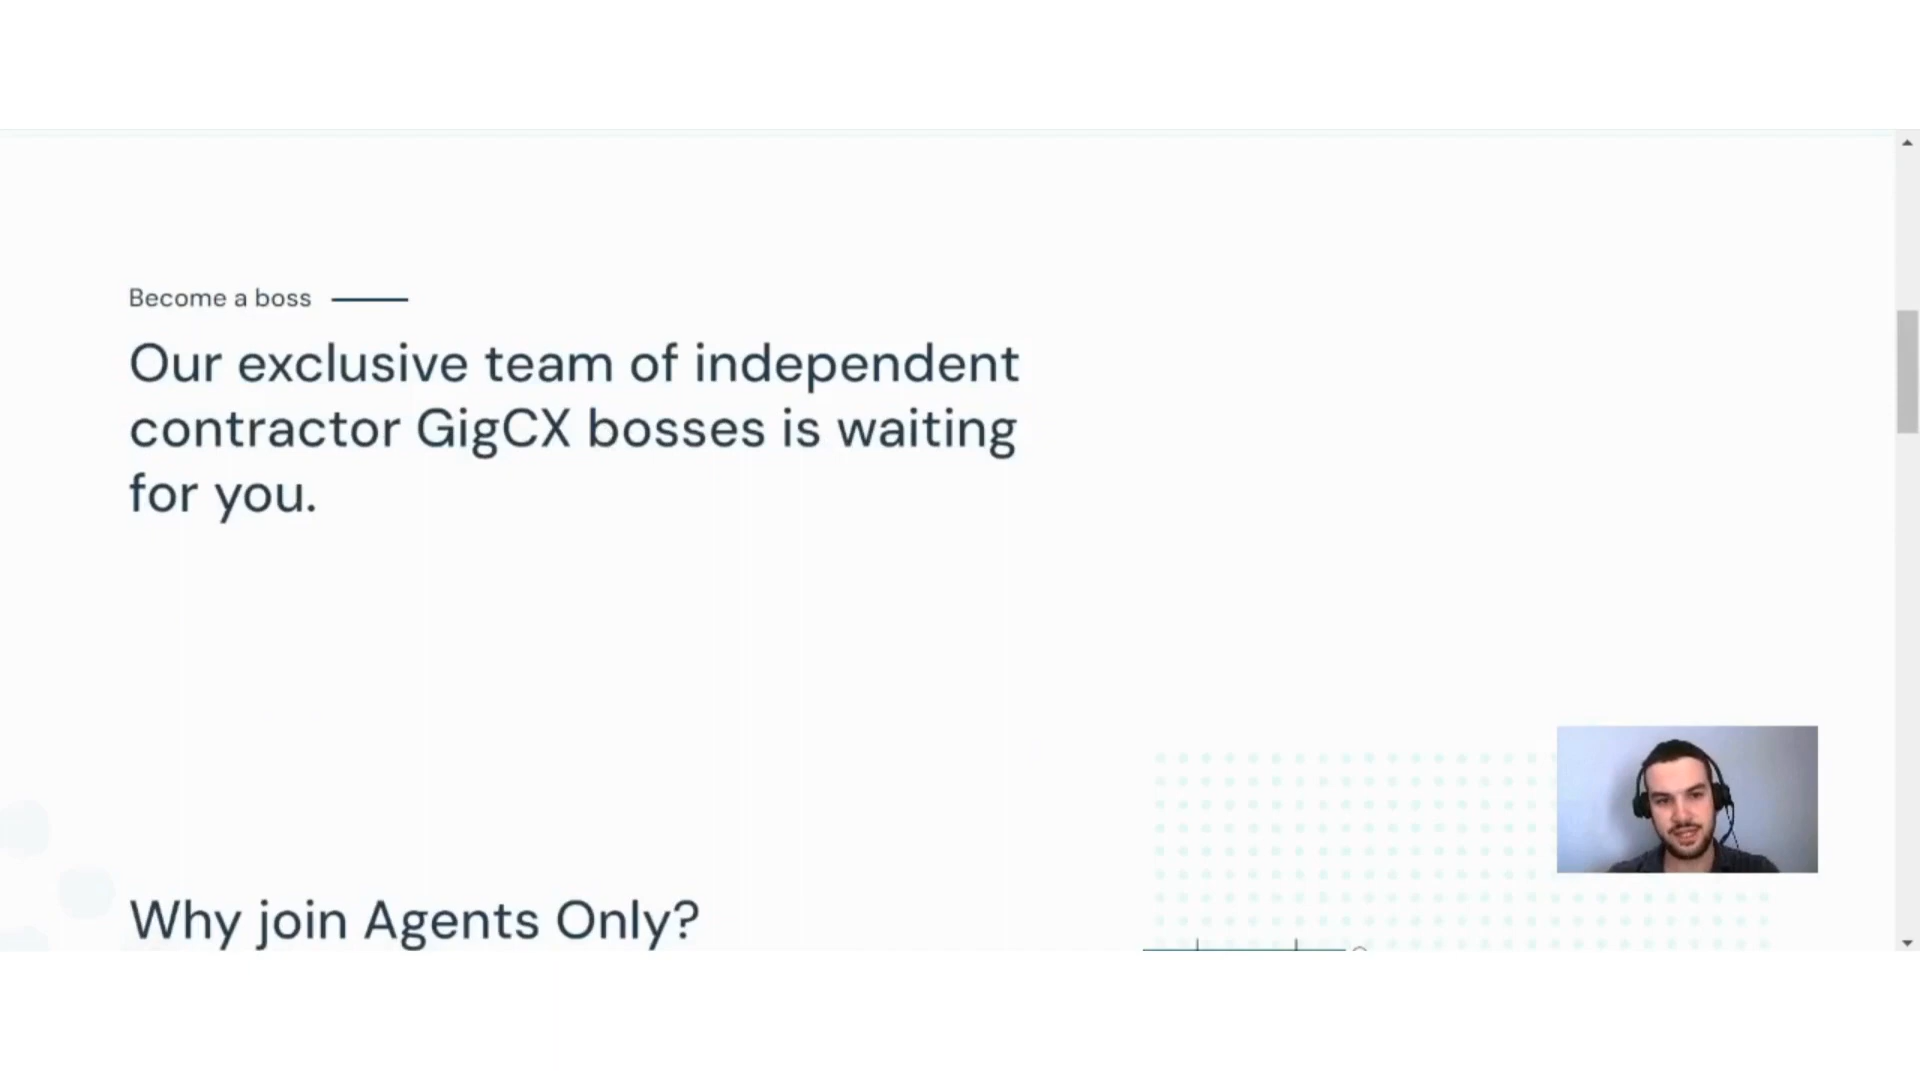 Become a boss
Our exclusive team of independent
contractor GigCX bosses is waiting
for you.
Why join Agents Only?